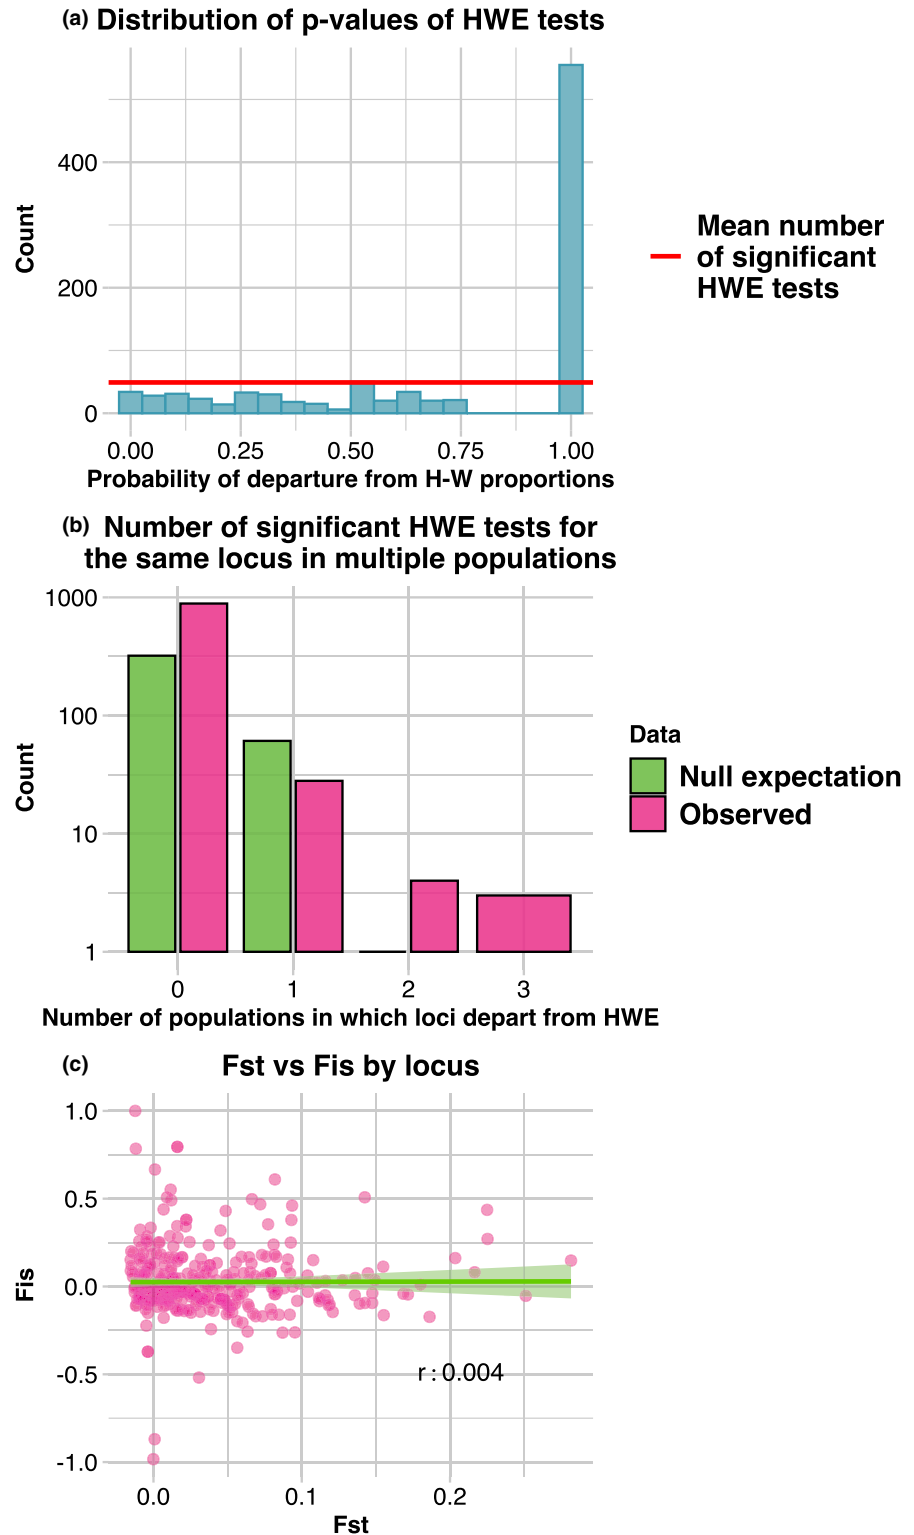 (a) Distribution of p-values of HWE tests
Count
400
200
0
0.00 0.25 0.50 0.75 1.00
Probability of departure from H-W proportions
Mean number
of significant
HWE tests
(b) Number of significant HWE tests for
the same locus in multiple populations
Count
1000
100
10
1
0 1 2 3
Number of populations in which loci depart from HWE
Data
Null expectation
Observed
(c) Fst vs Fis by locus
Fis
1.0
0.5
0.0
-0.5
-1.0
r : 0.004
0.0 0.1 0.2
Fst